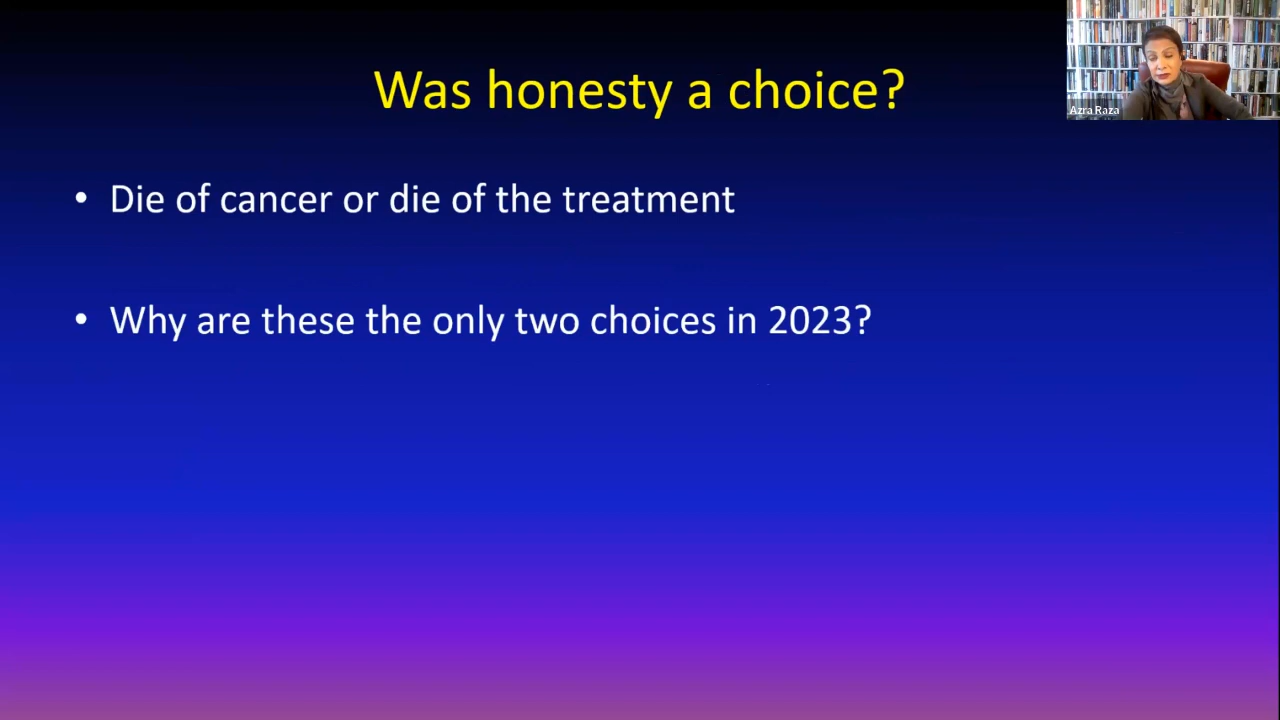 Was honesty a choice?
Azra Raza
• Die of cancer or die of the treatment
• Why are these the only two choices in 2023?